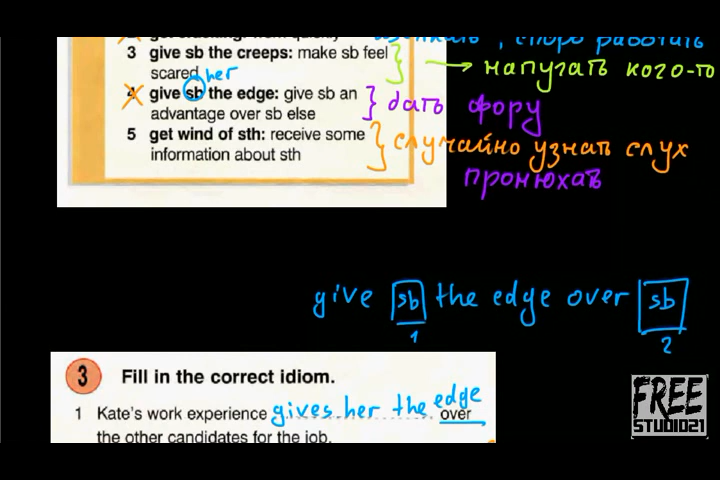 3 give sb the creeps: make sb feel
scared
her
напугать кого-то
4 give sb the edge: give sb an
advantage over sb else
дать фору
5 get wind of sth: receive some
information about sth
случайно узнать слух
пронюхать
give sb the edge over sb
1 2
3 Fill in the correct idiom.
1 Kate's work experience gives her the edge over
the other candidates for the job.
FREE
STUDIO21